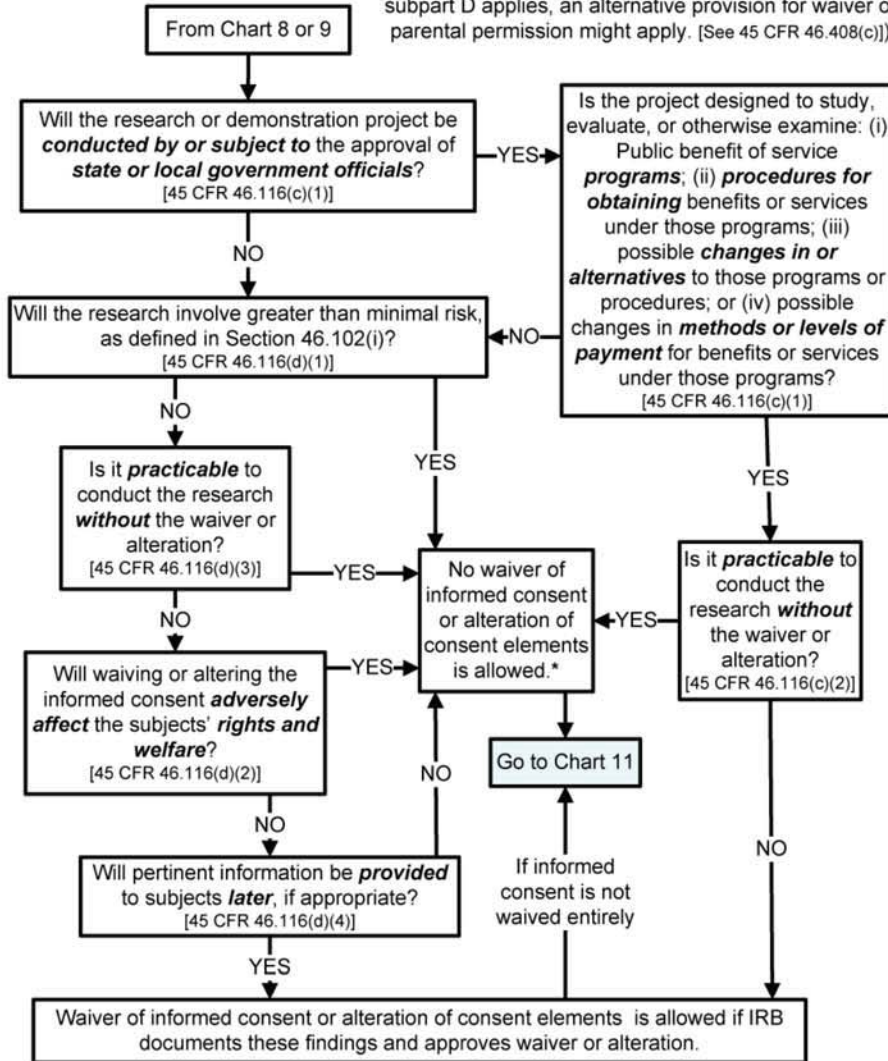 subpart D applies, an alternative provision for waiver o
parental permission might apply. [See 45 CFR 46.408(c)])
From Chart 8 or 9
Will the research or demonstration project be
conducted by or subject to the approval of
state or local government officials?
[45 CFR 46.116(c)(1)]
YES
Is the project designed to study,
evaluate, or otherwise examine: (i)
Public benefit of service
programs; (ii) procedures for
obtaining benefits or services
under those programs; (iii)
possible changes in or
alternatives to those programs or
procedures; or (iv) possible
changes in methods or levels of
payment for benefits or services
under those programs?
[45 CFR 46.116(c)(1)]
NO
NO
Will the research involve greater than minimal risk,
as defined in Section 46.102(i)?
[45 CFR 46.116(d)(1)]
NO
YES
YES
Is it practicable to
conduct the research
without the waiver or
alteration?
[45 CFR 46.116(d)(3)]
YES
No waiver of
informed consent
or alteration of
consent elements
is allowed.*
YES
Is it practicable to
conduct the
research without
the waiver or
alteration?
[45 CFR 46.116(c)(2)]
NO
Will waiving or altering the
informed consent adversely
affect the subjects' rights and
welfare?
[45 CFR 46.116(d)(2)]
YES
NO
Go to Chart 11
NO
Will pertinent information be provided
to subjects later, if appropriate?
[45 CFR 46.116(d)(4)]
If informed
consent is not
waived entirely
NO
YES
Waiver of informed consent or alteration of consent elements is allowed if IRB
documents these findings and approves waiver or alteration.